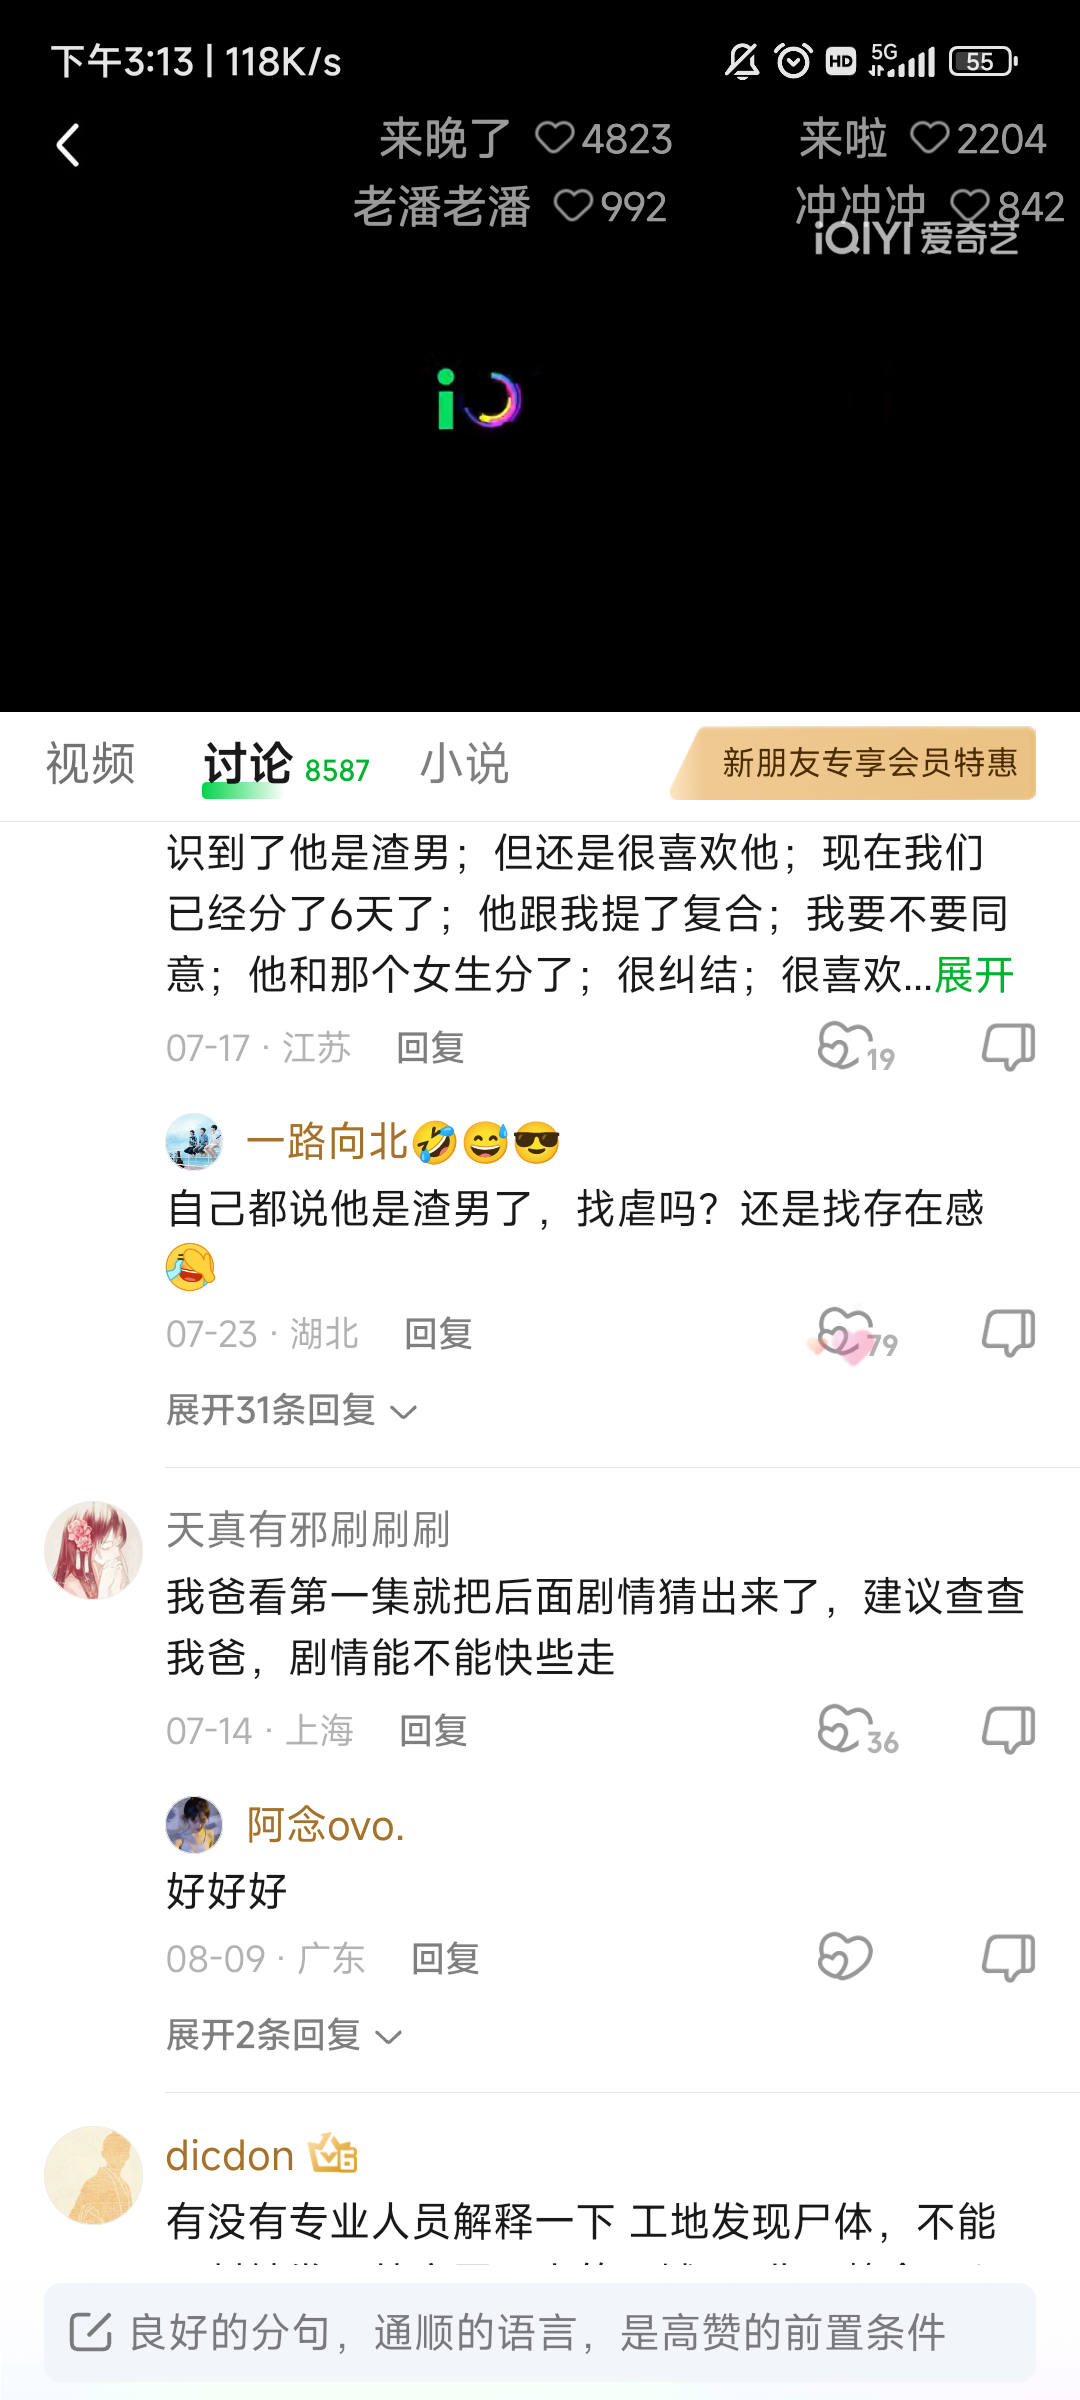 下午3:13 | 118K/s
HD 5G 55
来晚了 4823 来啦 2204
老潘老潘 992 冲冲冲 842
iQIYI 爱奇艺
视频 讨论 8587 小说 新朋友专享会员特惠
识到了他是渣男；但还是很喜欢他；现在我们
已经分了6天了；他跟我提了复合；我要不要同
意；他和那个女生分了；很纠结；很喜欢...展开
07-17 · 江苏 回复 19
一路向北🤣😅😎
自己都说他是渣男了，找虐吗？还是找存在感
07-23 · 湖北 回复 79
展开31条回复
天真有邪刷刷刷
我爸看第一集就把后面剧情猜出来了，建议查查
我爸，剧情能不能快些走
07-14 · 上海 回复 36
阿念ovo.
好好好
08-09 · 广东 回复
展开2条回复
dicdon 6
有没有专业人员解释一下 工地发现尸体，不能
良好的分句，通顺的语言，是高赞的前置条件